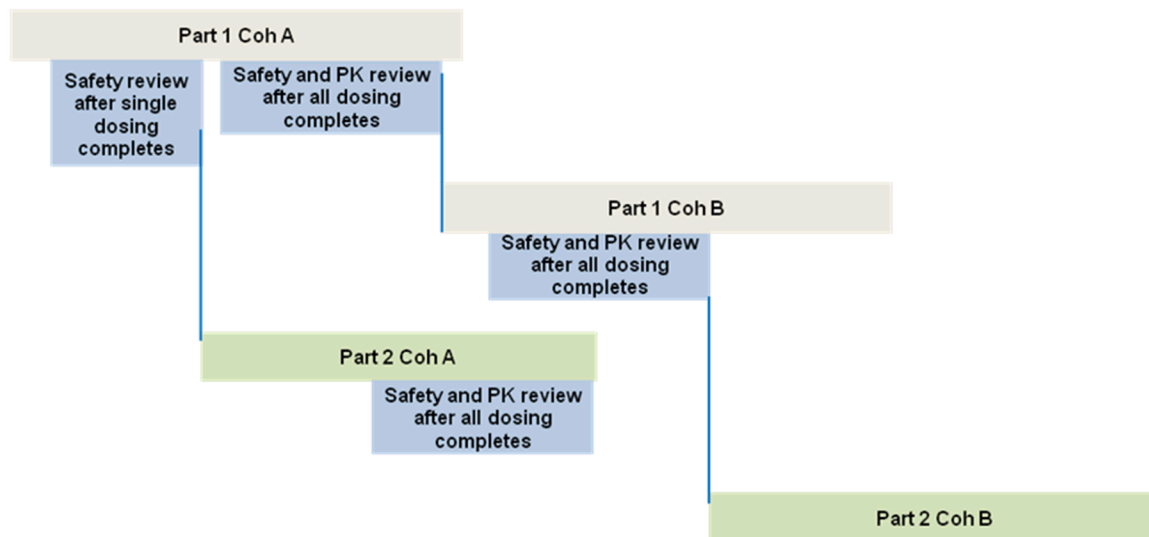 Part 1 Coh A
Safety review
after single
dosing
completes
Safety and PK review
after all dosing
completes
Part 1 Coh B
Safety and PK review
after all dosing
completes
Part 2 Coh A
Safety and PK review
after all dosing
completes
Part 2 Coh B